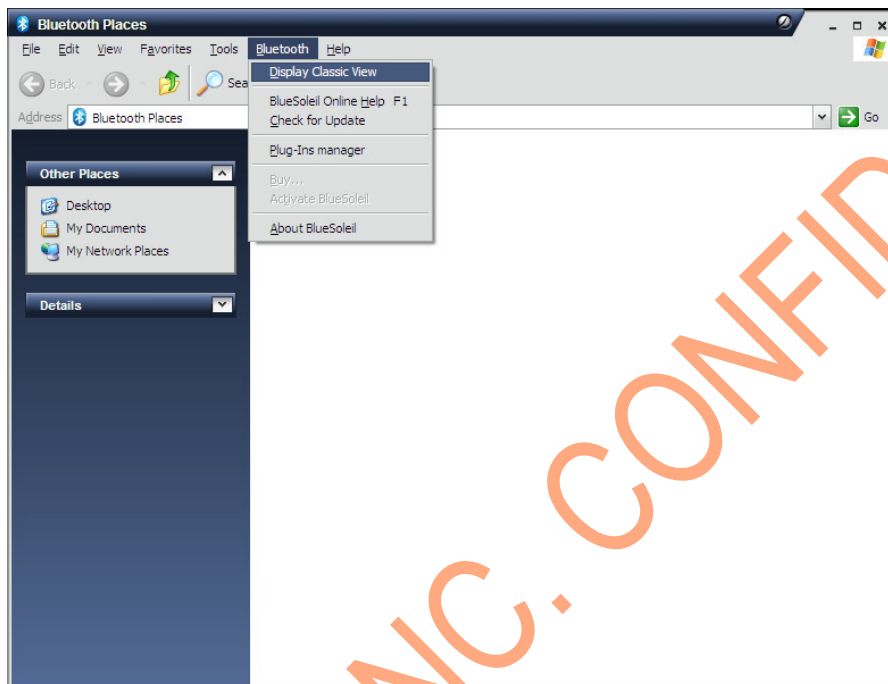 Bluetooth Places
File Edit View Favorites Tools Bluetooth Help
Back Sea
Address Bluetooth Places Go
Display Classic View
BlueSoleil Online Help F1
Check for Update
Plug-Ins manager
Buy...
Activate BlueSoleil
About BlueSoleil
Other Places
Desktop
My Documents
My Network Places
Details
NC. CONFID